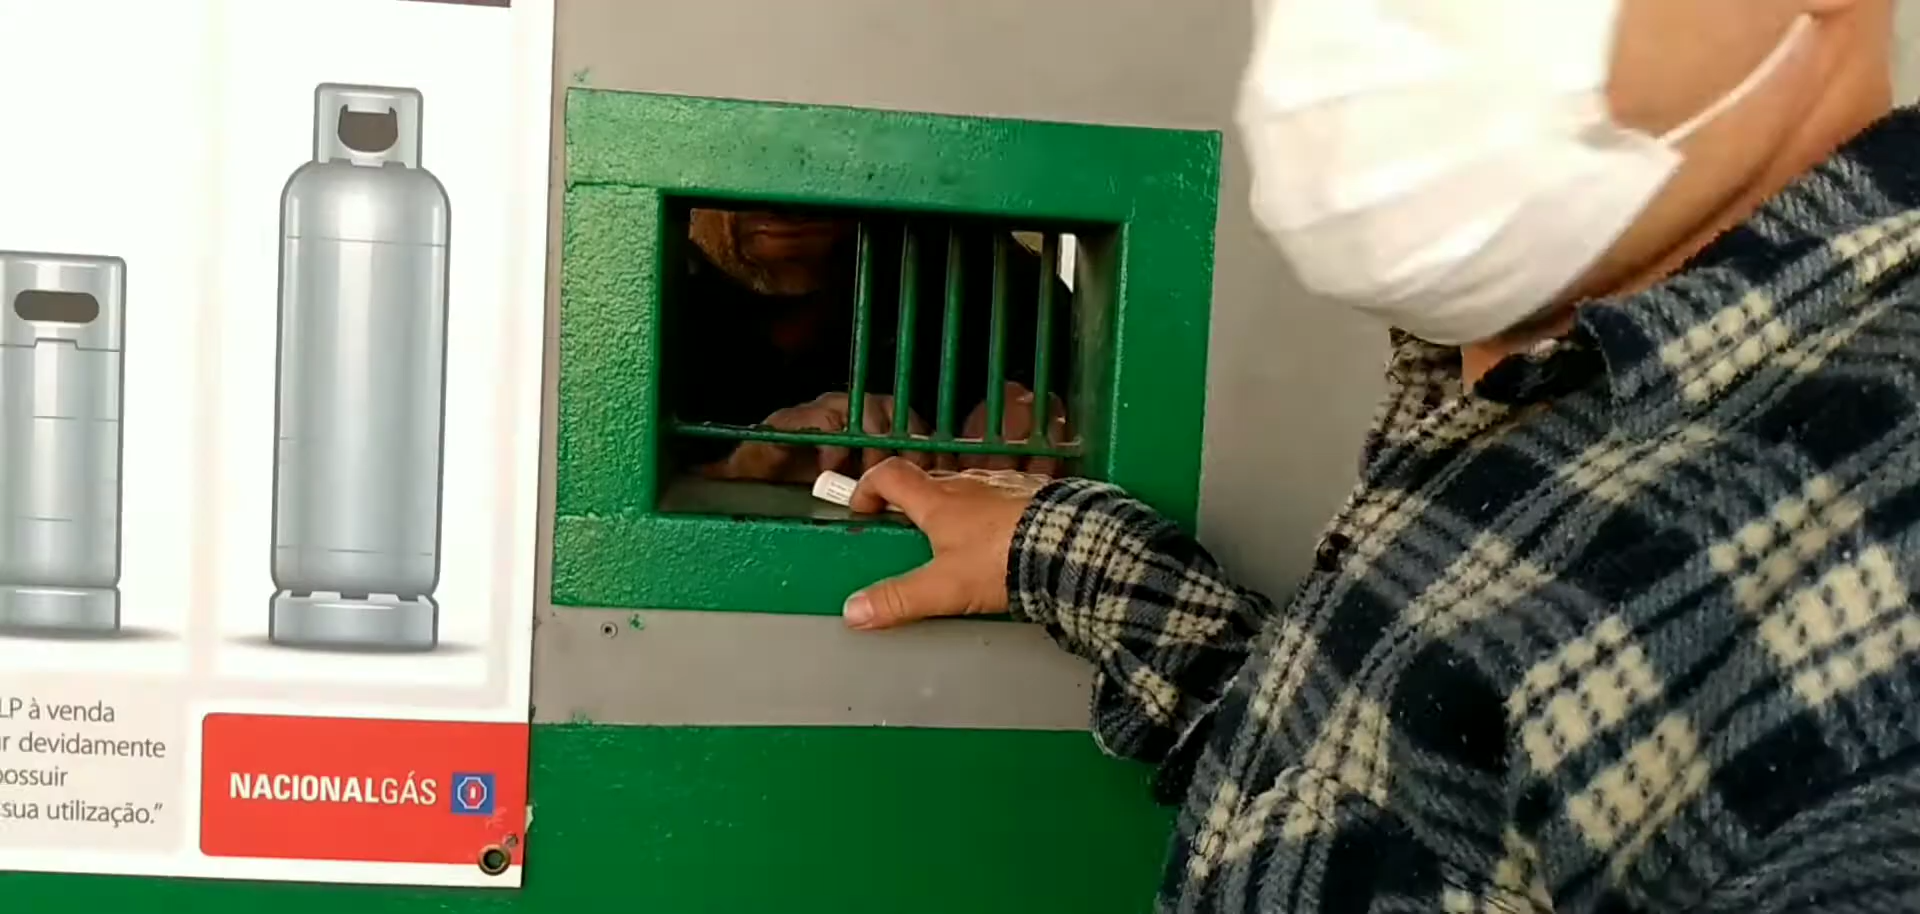 LP à venda
r devidamente
possuir
sua utilização.”
NACIONALGÁS